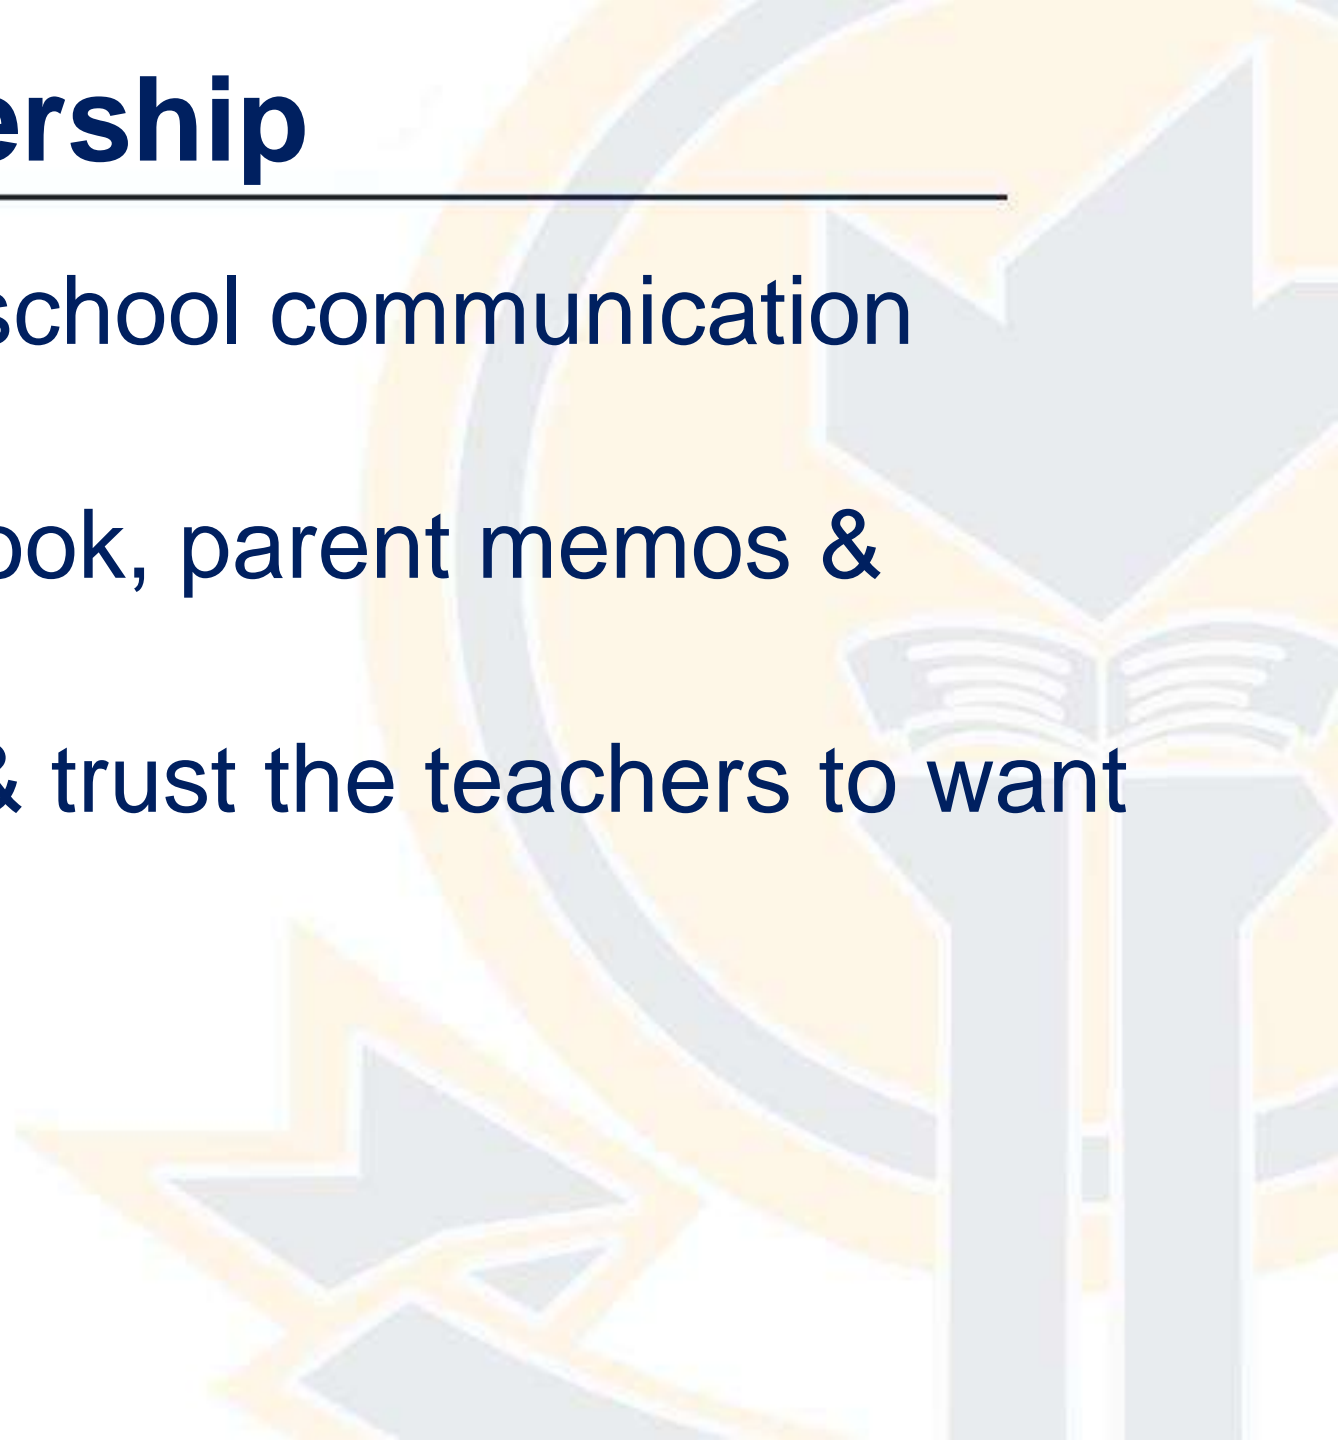 ership
school communication
ook, parent memos &
& trust the teachers to want